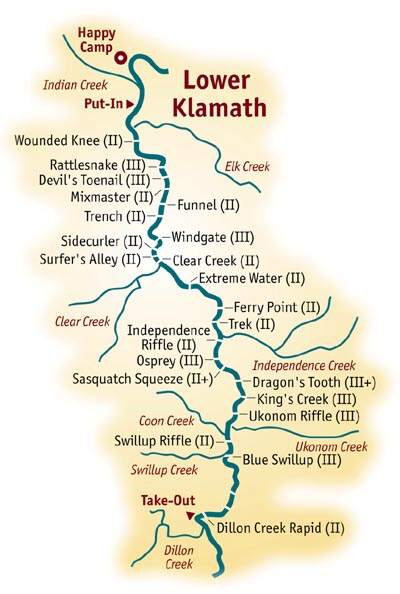 Happy
Camp
Lower
Klamath
Indian Creek
Put-In
Wounded Knee (II)
Elk Creek
Rattlesnake (III)
Devil's Toenail (III)
Mixmaster (II)
Funnel (II)
Trench (II)
Windgate (III)
Sidecurler (II)
Surfer's Alley (II)
Clear Creek (II)
Extreme Water (II)
Ferry Point (II)
Clear Creek
Trek (II)
Independence
Riffle (II)
Osprey (III)
Independence Creek
Sasquatch Squeeze (II+)
Dragon's Tooth (III+)
King's Creek (III)
Coon Creek
Ukonom Riffle (III)
Swillup Riffle (II)
Ukonom Creek
Blue Swillup (III)
Swillup Creek
Take-Out
Dillon Creek Rapid (II)
Dillon
Creek